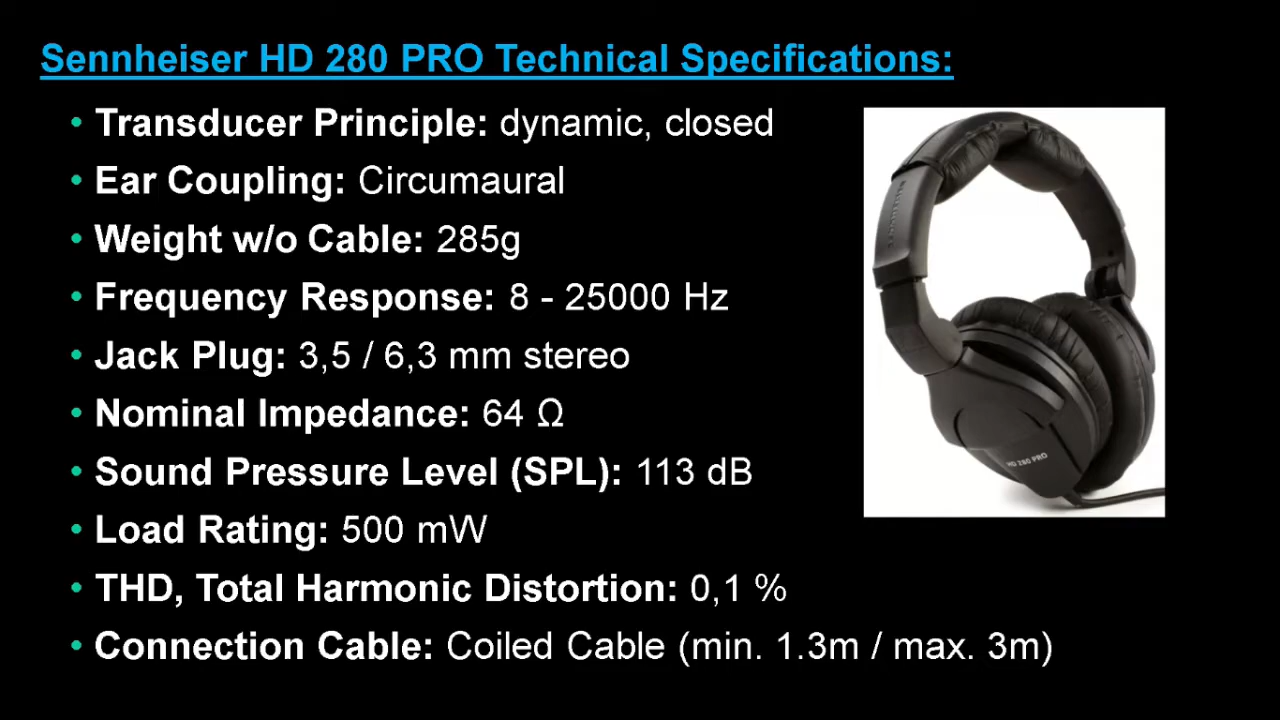 Sennheiser HD 280 PRO Technical Specifications:
• Transducer Principle: dynamic, closed
• Ear Coupling: Circumaural
• Weight w/o Cable: 285g
• Frequency Response: 8 - 25000 Hz
• Jack Plug: 3,5 / 6,3 mm stereo
• Nominal Impedance: 64 Ω
• Sound Pressure Level (SPL): 113 dB
• Load Rating: 500 mW
• THD, Total Harmonic Distortion: 0,1 %
• Connection Cable: Coiled Cable (min. 1.3m / max. 3m)
SENNHEISER
HD 280 PRO